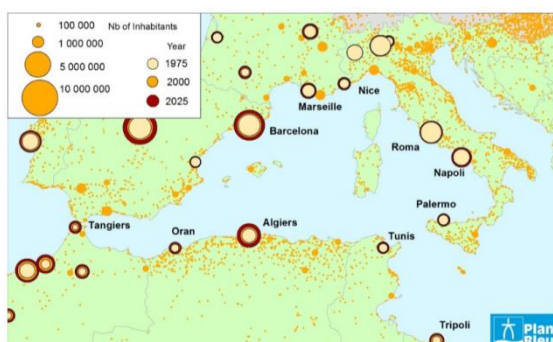 100 000 Nb of Inhabitants
1 000 000 Year
5 000 000 1975
2000
10 000 000 2025
Marseille
Nice
Barcelona
Roma
Napoli
Palermo
Tangiers
Oran
Algiers
Tunis
Tripoli
Plan
Bleu